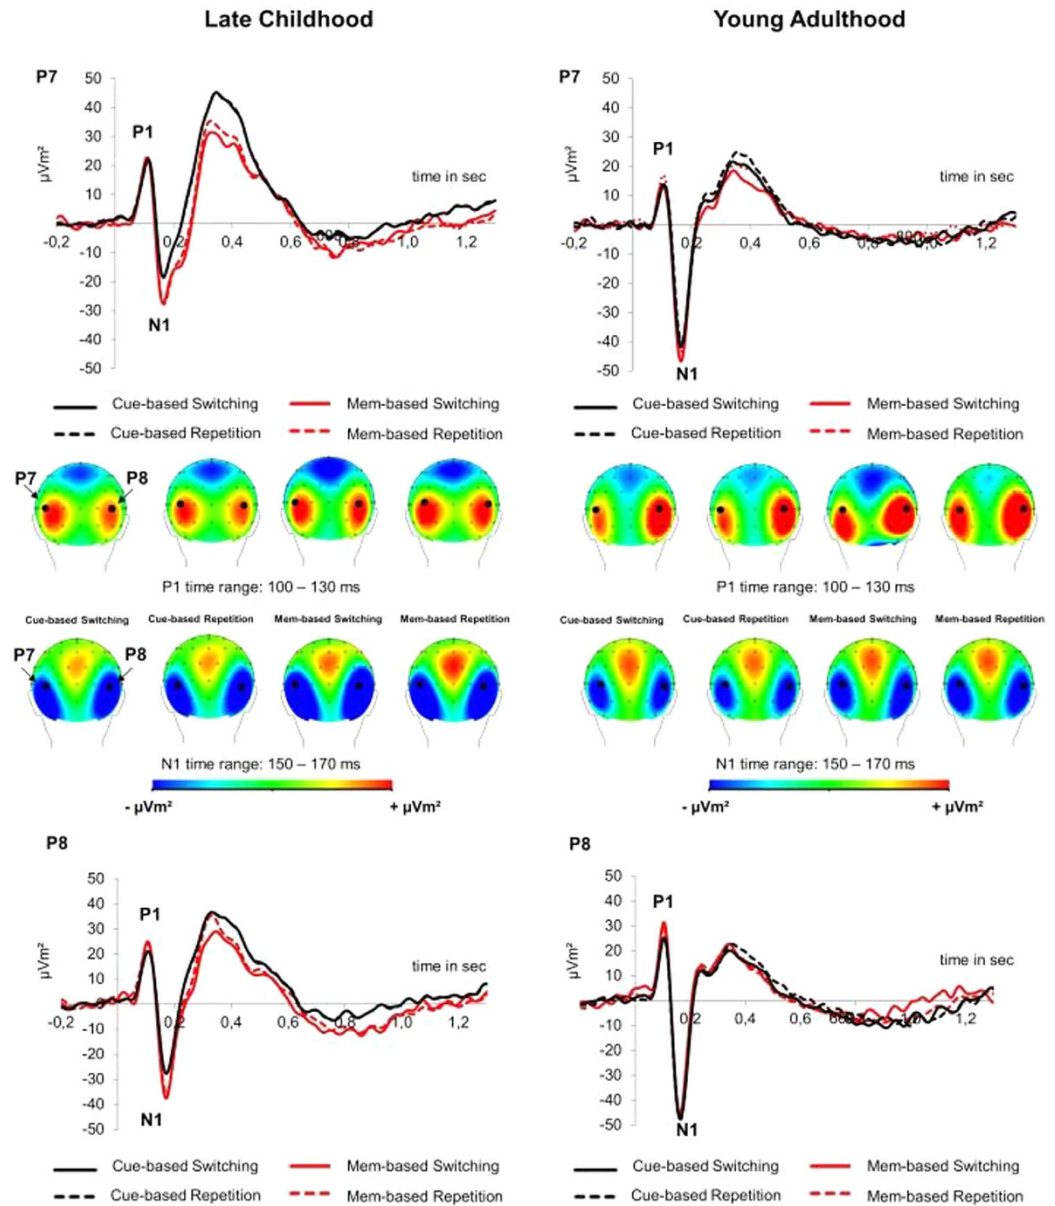 Late Childhood
Young Adulthood
P7
50
40
30
20
10
-10
-20
-30
-40
-50
µVm²
P1
N1
time in sec
-0,2
0,2
0,4
0,6
1,0
1,2
P7
50
40
30
20
10
-10
-20
-30
-40
-50
µVm²
P1
N1
time in sec
-0,2
0,2
0,4
0,6
1,2
Cue-based Switching
Mem-based Switching
Cue-based Repetition
Mem-based Repetition
Cue-based Switching
Mem-based Switching
Cue-based Repetition
Mem-based Repetition
P7
P8
P1 time range: 100 – 130 ms
P1 time range: 100 – 130 ms
Cue-based Switching
Cue-based Repetition
Mem-based Switching
Mem-based Repetition
Cue-based Switching
Cue-based Repetition
Mem-based Switching
Mem-based Repetition
P7
P8
N1 time range: 150 – 170 ms
N1 time range: 150 – 170 ms
- µVm²
+ µVm²
- µVm²
+ µVm²
P8
50
40
30
20
10
-10
-20
-30
-40
-50
µVm²
P1
N1
time in sec
-0,2
0,4
0,6
1,0
1,2
P8
50
40
30
20
10
-10
-20
-30
-40
-50
µVm²
P1
N1
time in sec
0,2
0,4
0,6
1,2
Cue-based Switching
Mem-based Switching
Cue-based Repetition
Mem-based Repetition
Cue-based Switching
Mem-based Switching
Cue-based Repetition
Mem-based Repetition